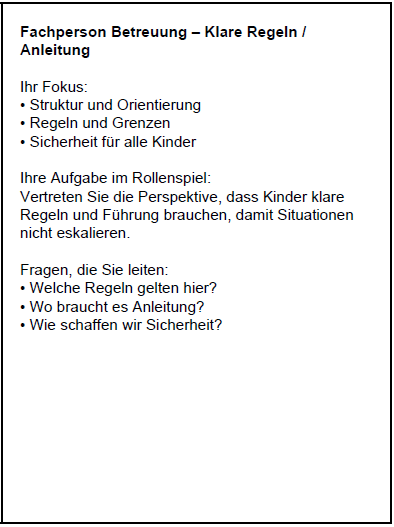 Fachperson Betreuung – Klare Regeln /
Anleitung
Ihr Fokus:
• Struktur und Orientierung
• Regeln und Grenzen
• Sicherheit für alle Kinder
Ihre Aufgabe im Rollenspiel:
Vertreten Sie die Perspektive, dass Kinder klare
Regeln und Führung brauchen, damit Situationen
nicht eskalieren.
Fragen, die Sie leiten:
• Welche Regeln gelten hier?
• Wo braucht es Anleitung?
• Wie schaffen wir Sicherheit?